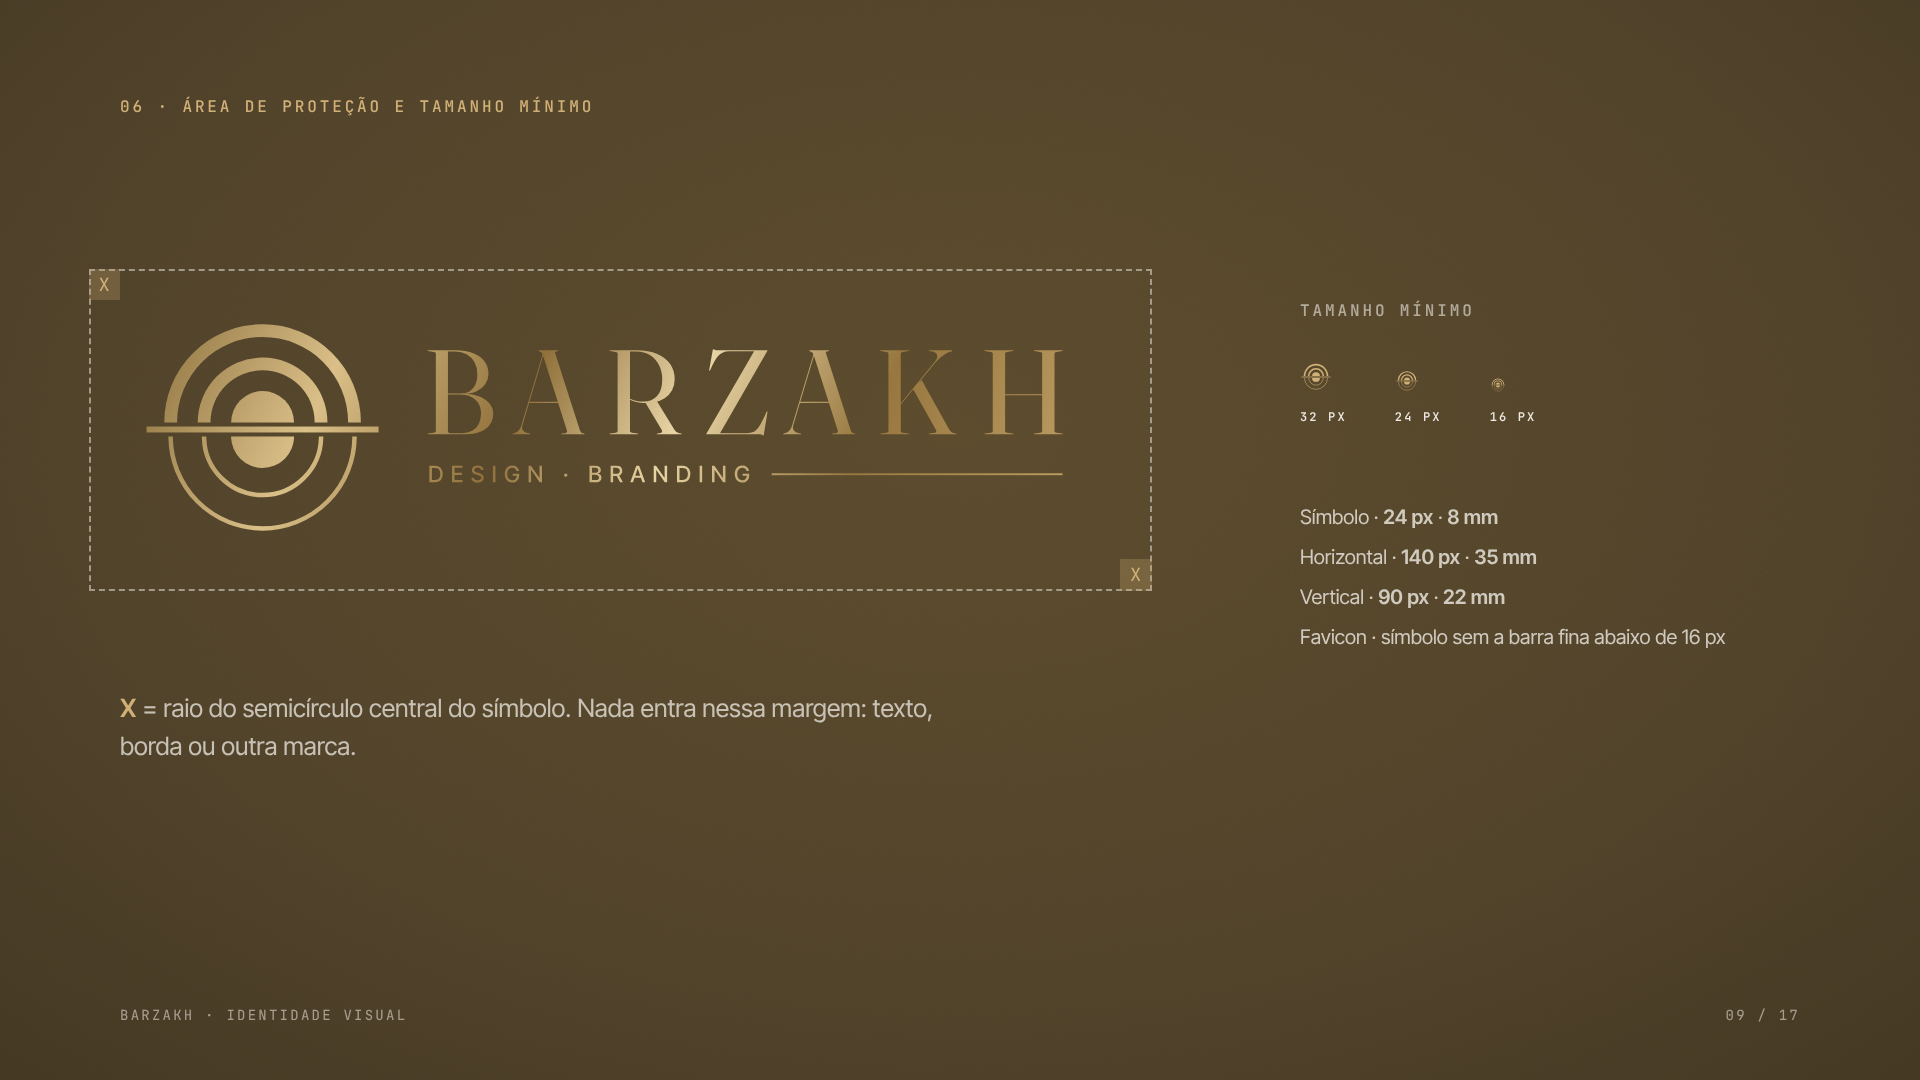 06 · ÁREA DE PROTEÇÃO E TAMANHO MÍNIMO
X
BARZAKH
DESIGN · BRANDING
X
X = raio do semicírculo central do símbolo. Nada entra nessa margem: texto,
borda ou outra marca.
TAMANHO MÍNIMO
32 PX 24 PX 16 PX
Símbolo · 24 px · 8 mm
Horizontal · 140 px · 35 mm
Vertical · 90 px · 22 mm
Favicon · símbolo sem a barra fina abaixo de 16 px
BARZAKH · IDENTIDADE VISUAL
09 / 17